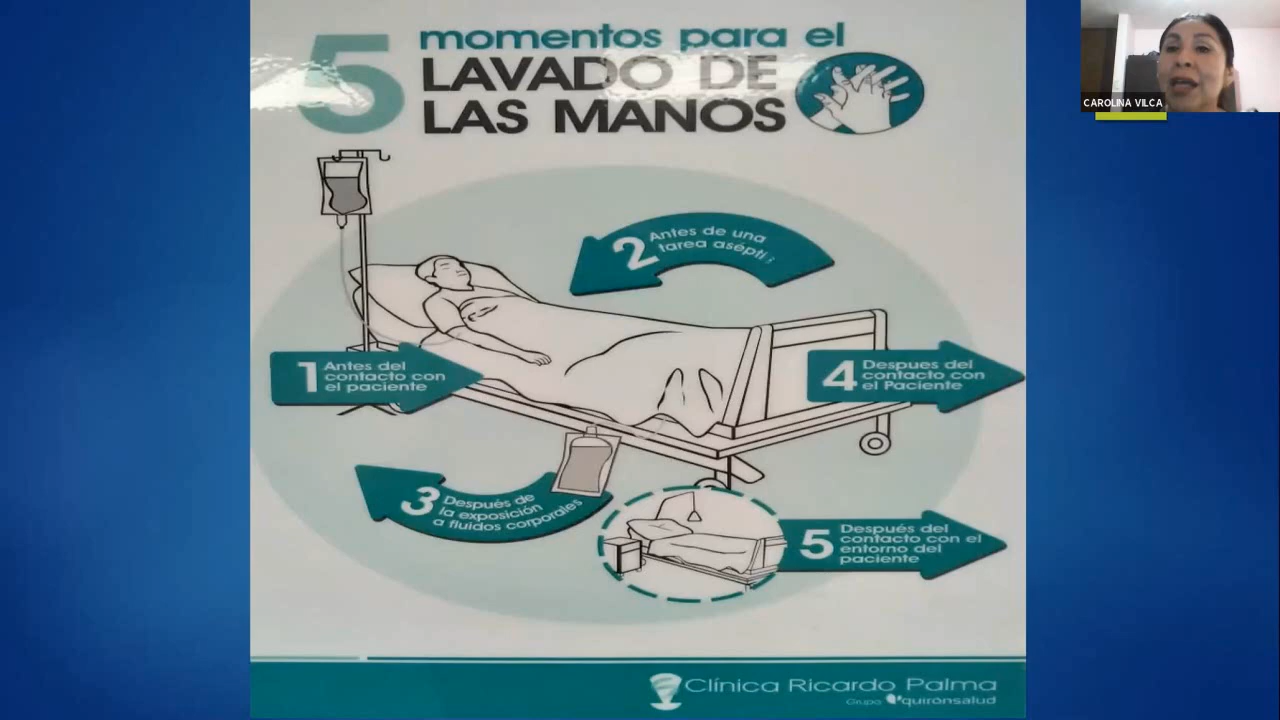 5
momentos para el
LAVADO DE
LAS MANOS
CAROLINA VILCA
2 Antes de una
tarea asépti
1 Antes del
contacto con
el paciente
4 Despues del
contacto con
el Paciente
3 Después de
la exposición
a fluidos corporales
5 Después del
contacto con el
entorno del
paciente
Clínica Ricardo Palma
Grupo quirónsalud